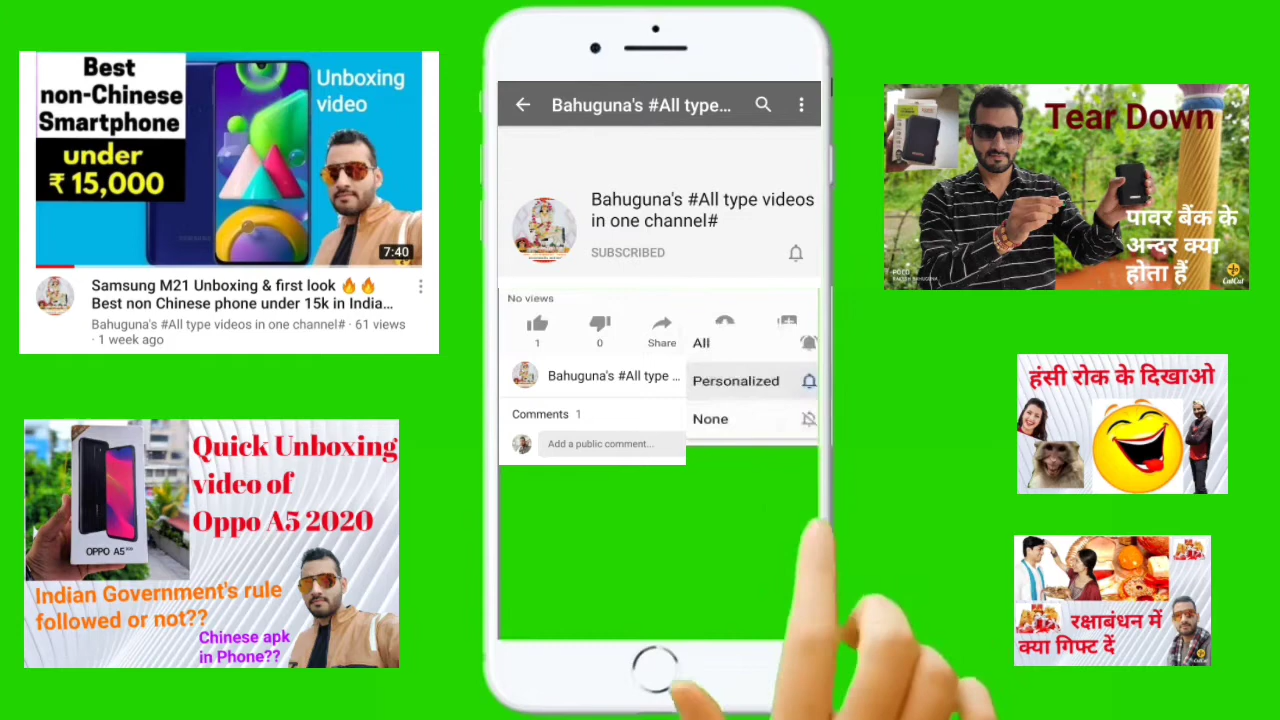 Best
non-Chinese
Smartphone
under
₹ 15,000
Unboxing
video
7:40
Samsung M21 Unboxing & first look 🔥🔥
Best non Chinese phone under 15k in India...
Bahuguna's #All type videos in one channel# · 61 views
· 1 week ago
Quick Unboxing
video of
Oppo A5 2020
OPPO A5
Indian Government's rule
followed or not??
Chinese apk
in Phone??
Bahuguna's #All type...
Bahuguna's #All type videos
in one channel#
SUBSCRIBED
No views
1
0
Share
All
Personalized
None
Bahuguna's #All type ...
Comments 1
Add a public comment...
Tear Down
पावर बैंक के
अन्दर क्या
होता हैं
CutCut
हंसी रोक के दिखाओ
रक्षाबंधन में
क्या गिफ्ट दें
CutCut